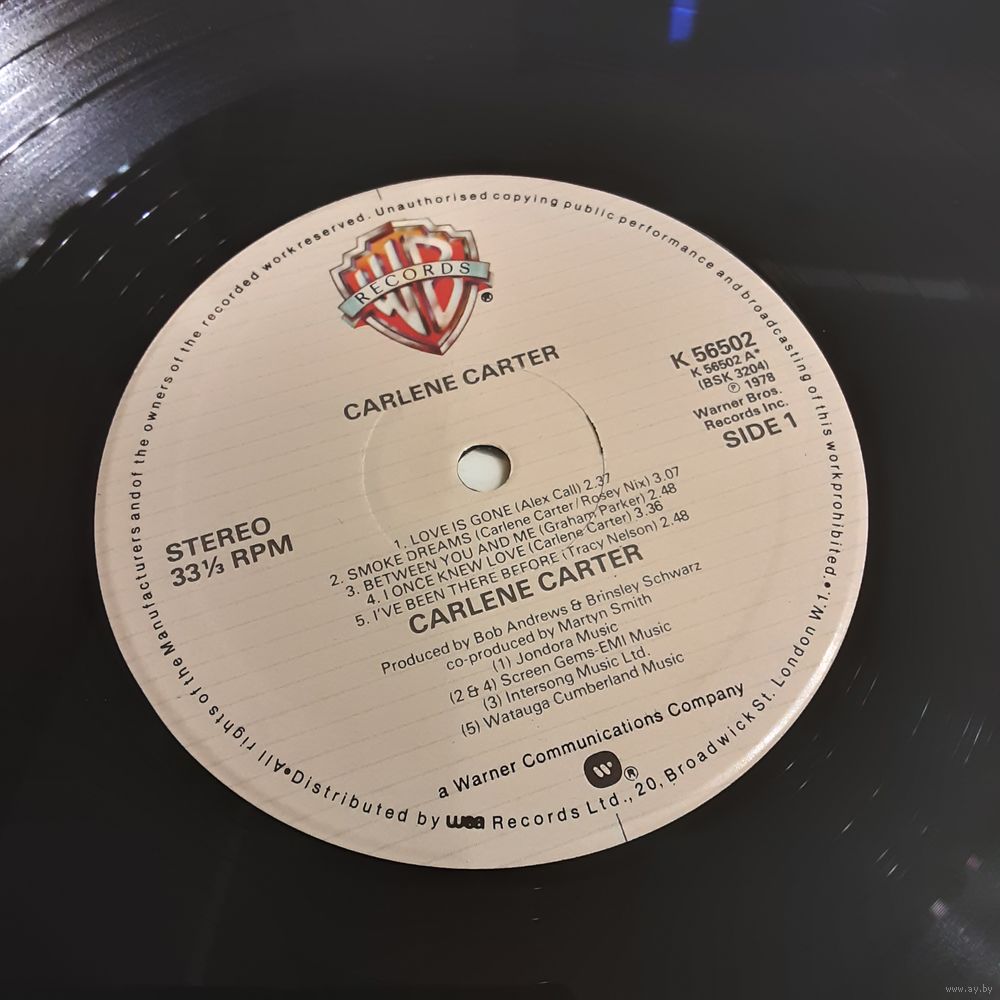 WB
RECORDS
CARLENE CARTER
K 56502
K 56502 A*
(BSK 3204)
℗ 1978
Warner Bros.
Records Inc.
SIDE 1
STEREO
33⅓ RPM
1. LOVE IS GONE (Alex Call) 2.37
2. SMOKE DREAMS (Carlene Carter/Rosey Nix) 3.07
3. BETWEEN YOU AND ME (Graham Parker) 2.48
4. I ONCE KNEW LOVE (Carlene Carter) 3.36
5. I'VE BEEN THERE BEFORE (Tracy Nelson) 2.48
CARLENE CARTER
Produced by Bob Andrews & Brinsley Schwarz
co-produced by Martyn Smith
(1) Jondora Music
(2 & 4) Screen Gems-EMI Music
(3) Intersong Music Ltd.
(5) Watauga Cumberland Music
a Warner Communications Company
W ®
•All rights of the Manufacturers and of the owners of the recorded work reserved. Unauthorised copying public performance and broadcasting of this work prohibited.•
Distributed by wea Records Ltd., 20, Broadwick St. London W.1.
www.ay.by